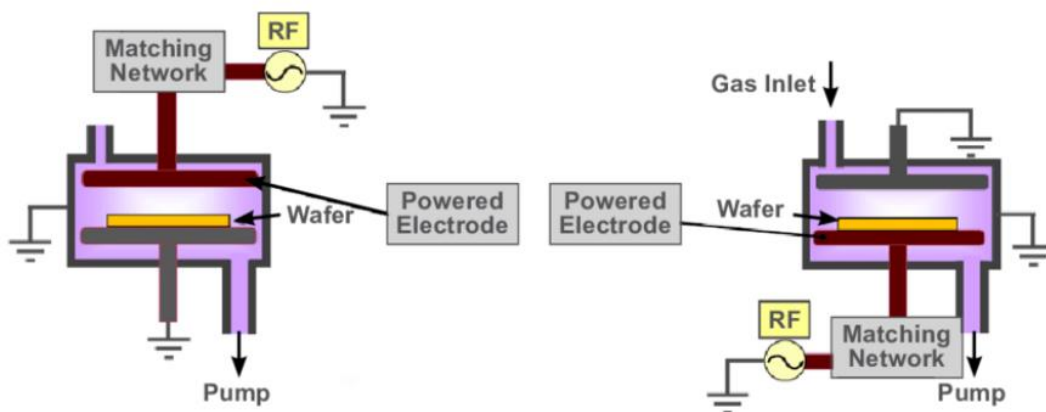 RF
Matching
Network
Wafer
Powered
Electrode
Pump
Gas Inlet
Powered
Electrode
Wafer
RF
Matching
Network
Pump